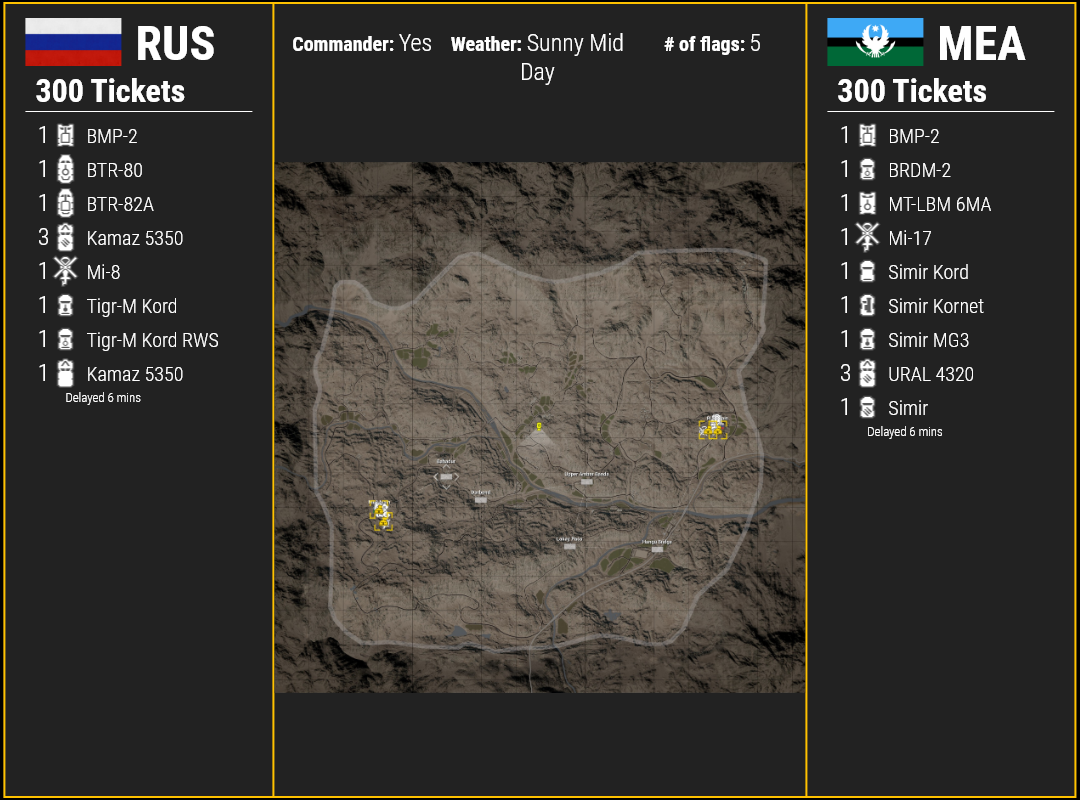 RUS
300 Tickets
1 BMP-2
1 BTR-80
1 BTR-82A
3 Kamaz 5350
1 Mi-8
1 Tigr-M Kord
1 Tigr-M Kord RWS
1 Kamaz 5350
Delayed 6 mins
Commander: Yes Weather: Sunny Mid Day # of flags: 5
MEA
300 Tickets
1 BMP-2
1 BRDM-2
1 MT-LBM 6MA
1 Mi-17
1 Simir Kord
1 Simir Kornet
1 Simir MG3
3 URAL 4320
1 Simir
Delayed 6 mins